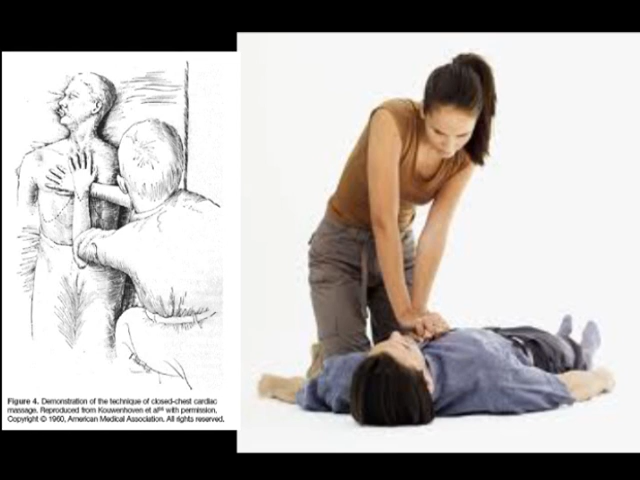 Figure 4. Demonstration of the technique of closed-chest cardiac
massage. Reproduced from Kouwenhoven et al with permission.
Copyright © 1960, American Medical Association. All rights reserved.